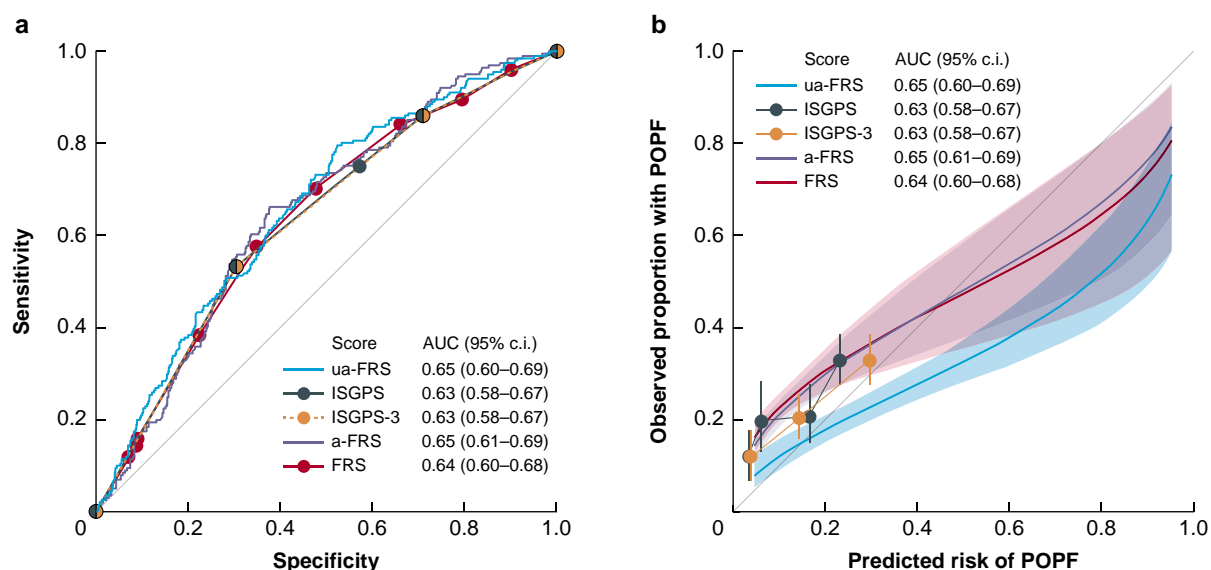 a
1.0
0.8
0.6
0.4
0.2
0
0.2
0.4
0.6
0.8
1.0
Sensitivity
Specificity
Score AUC (95% c.i.)
ua-FRS 0.65 (0.60–0.69)
ISGPS 0.63 (0.58–0.67)
ISGPS-3 0.63 (0.58–0.67)
a-FRS 0.65 (0.61–0.69)
FRS 0.64 (0.60–0.68)
b
1.0
0.8
0.6
0.4
0.2
0
0.2
0.4
0.6
0.8
1.0
Observed proportion with POPF
Predicted risk of POPF
Score AUC (95% c.i.)
ua-FRS 0.65 (0.60–0.69)
ISGPS 0.63 (0.58–0.67)
ISGPS-3 0.63 (0.58–0.67)
a-FRS 0.65 (0.61–0.69)
FRS 0.64 (0.60–0.68)